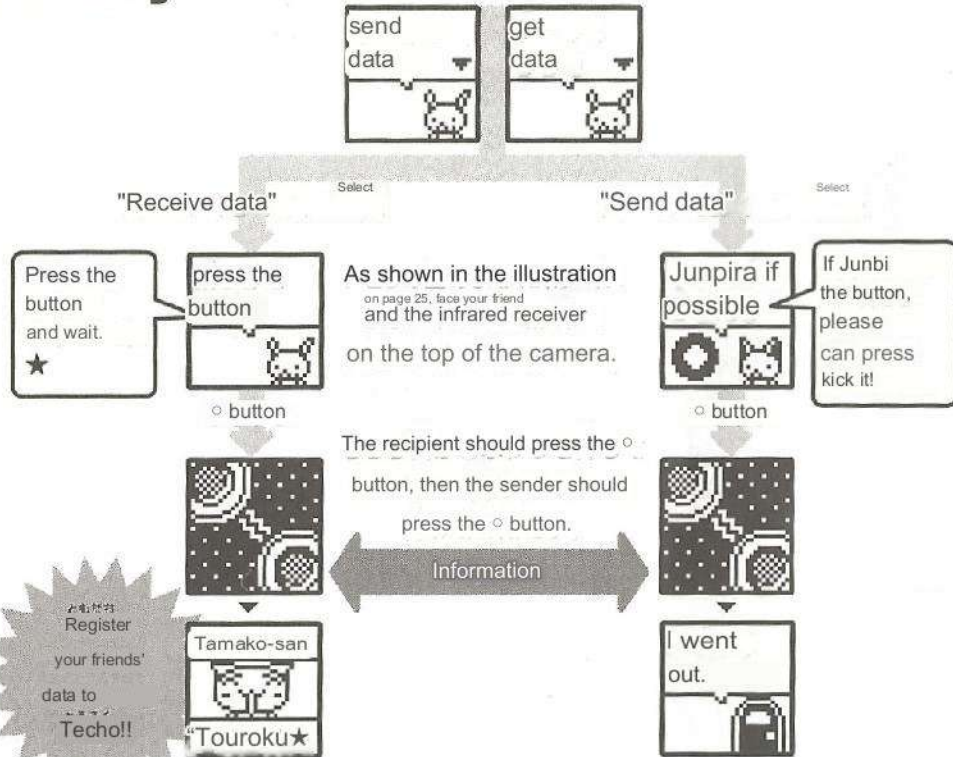 send
data
get
data
Select
"Receive data"
Select
"Send data"
Press the
button
and wait.
★
press the
button
As shown in the illustration
on page 25, face your friend
and the infrared receiver
on the top of the camera.
Junpira if
possible
If Junbi
the button,
please
can press
kick it!
○ button
○ button
The recipient should press the ○
button, then the sender should
press the ○ button.
Information
Register
your friends'
data to
Techo!!
Tamako-san
"Touroku★
I went
out.